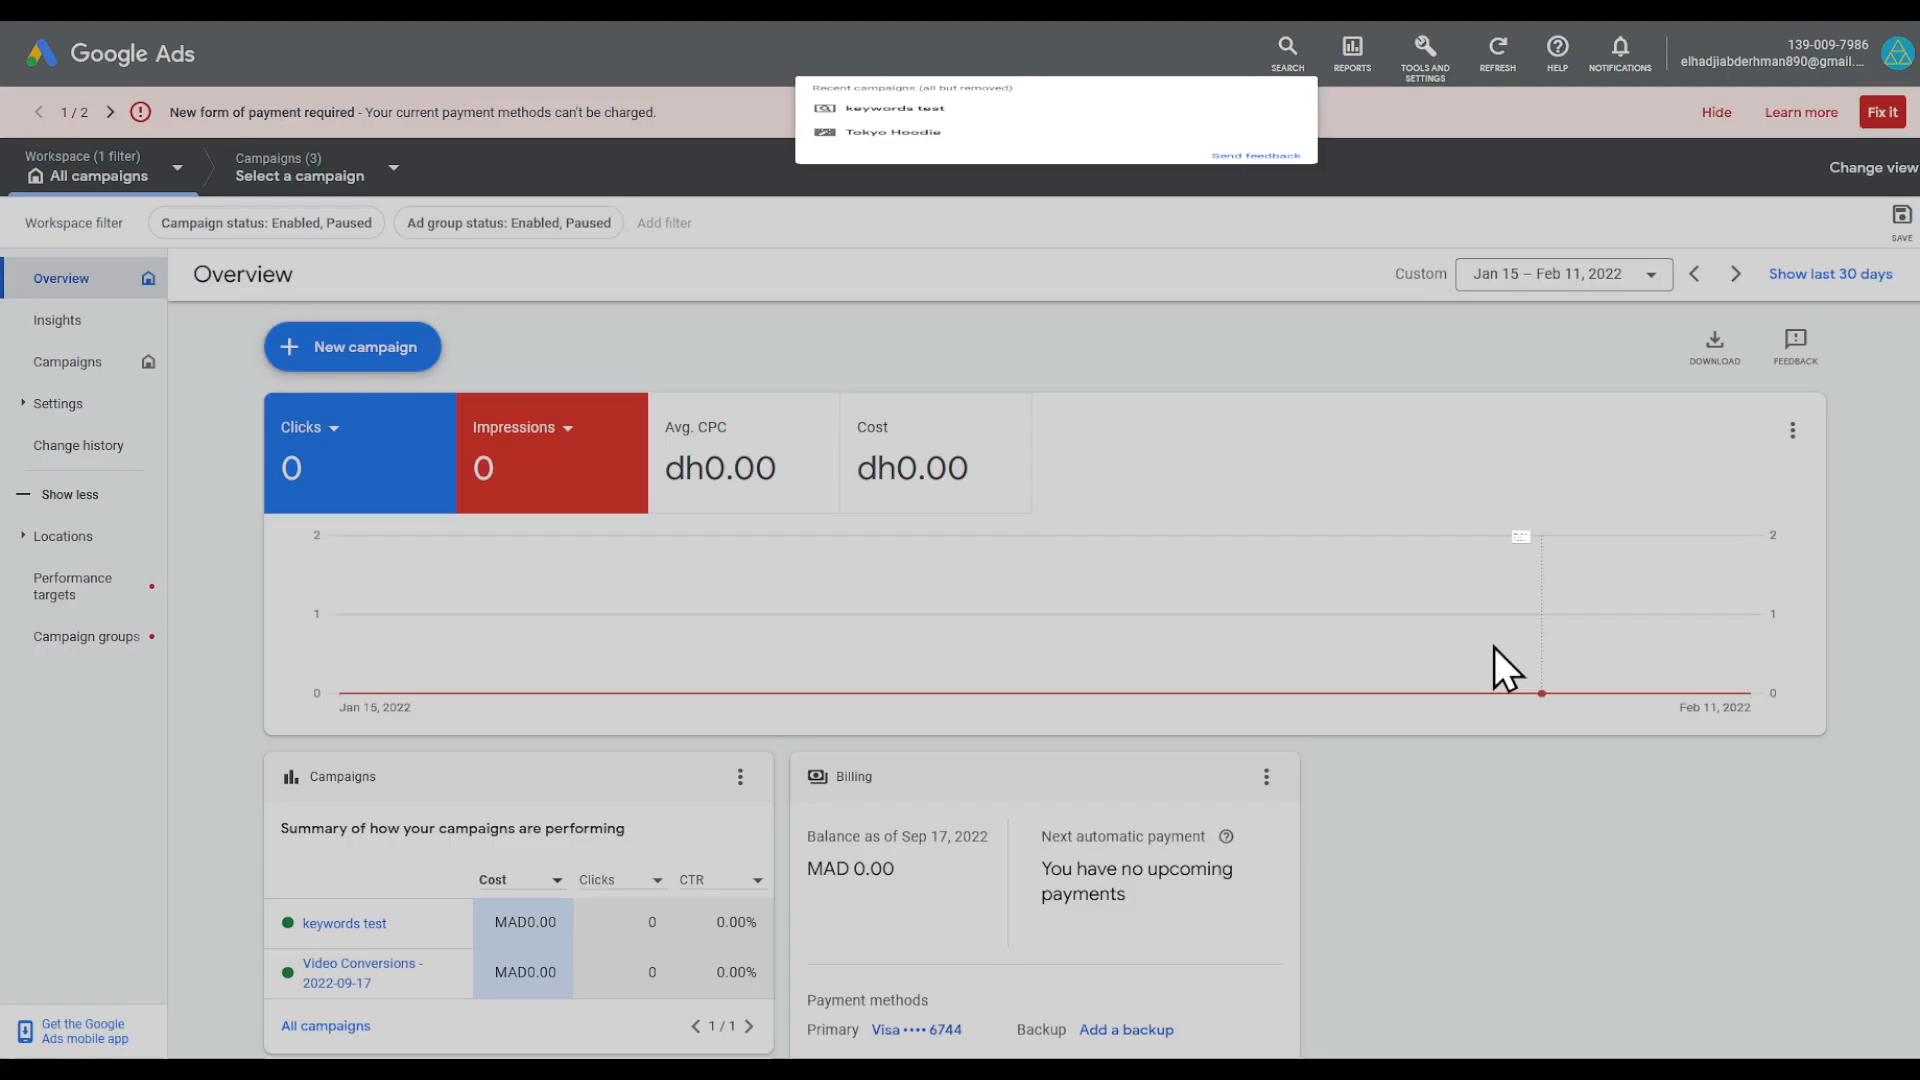 Google Ads
SEARCH
REPORTS
TOOLS AND
SETTINGS
REFRESH
HELP
NOTIFICATIONS
139-009-7986
elhadjiabderhman890@gmail....
1 / 2
New form of payment required - Your current payment methods can't be charged.
Hide
Learn more
Fix it
Recent campaigns (all but removed)
keywords test
Tokyo Hoodie
Send feedback
Workspace (1 filter)
All campaigns
Campaigns (3)
Select a campaign
Change view
Workspace filter
Campaign status: Enabled, Paused
Ad group status: Enabled, Paused
Add filter
SAVE
Overview
Insights
Campaigns
Settings
Change history
Show less
Locations
Performance
targets
Campaign groups
Get the Google
Ads mobile app
Overview
Custom
Jan 15 – Feb 11, 2022
Show last 30 days
New campaign
DOWNLOAD
FEEDBACK
Clicks
0
Impressions
0
Avg. CPC
dh0.00
Cost
dh0.00
2
2
1
1
0
0
Jan 15, 2022
Feb 11, 2022
Campaigns
Summary of how your campaigns are performing
Cost
Clicks
CTR
keywords test
MAD0.00
0
0.00%
Video Conversions -
2022-09-17
MAD0.00
0
0.00%
All campaigns
1 / 1
Billing
Balance as of Sep 17, 2022
MAD 0.00
Next automatic payment
You have no upcoming
payments
Payment methods
Primary
Visa •••• 6744
Backup
Add a backup